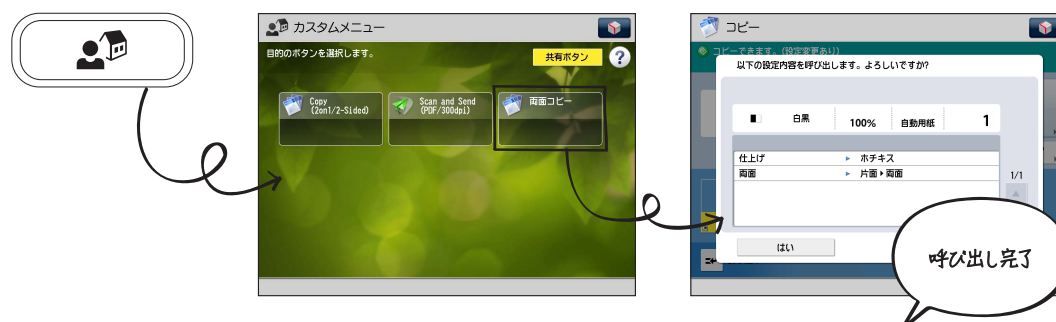 カスタムメニュー
目的のボタンを選択します。
共有ボタン
?
Copy
(2on1/2-Sided)
Scan and Send
(PDF/300dpi)
両面コピー
コピー
コピーできます。(設定変更あり)
以下の設定内容を呼び出します。よろしいですか?
白黒
100%
自動用紙
1
仕上げ
▸ ホチキス
両面
▸ 片面▸両面
1/1
はい
呼び出し完了